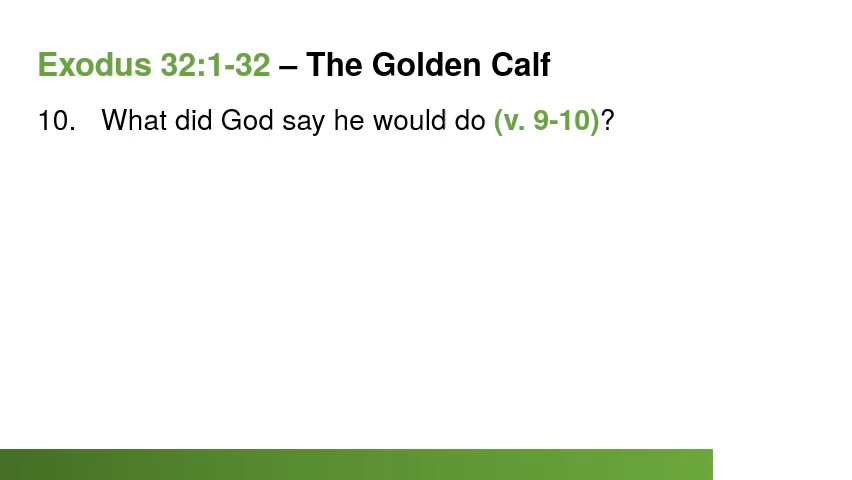 Exodus 32:1-32 – The Golden Calf
10. What did God say he would do (v. 9-10)?